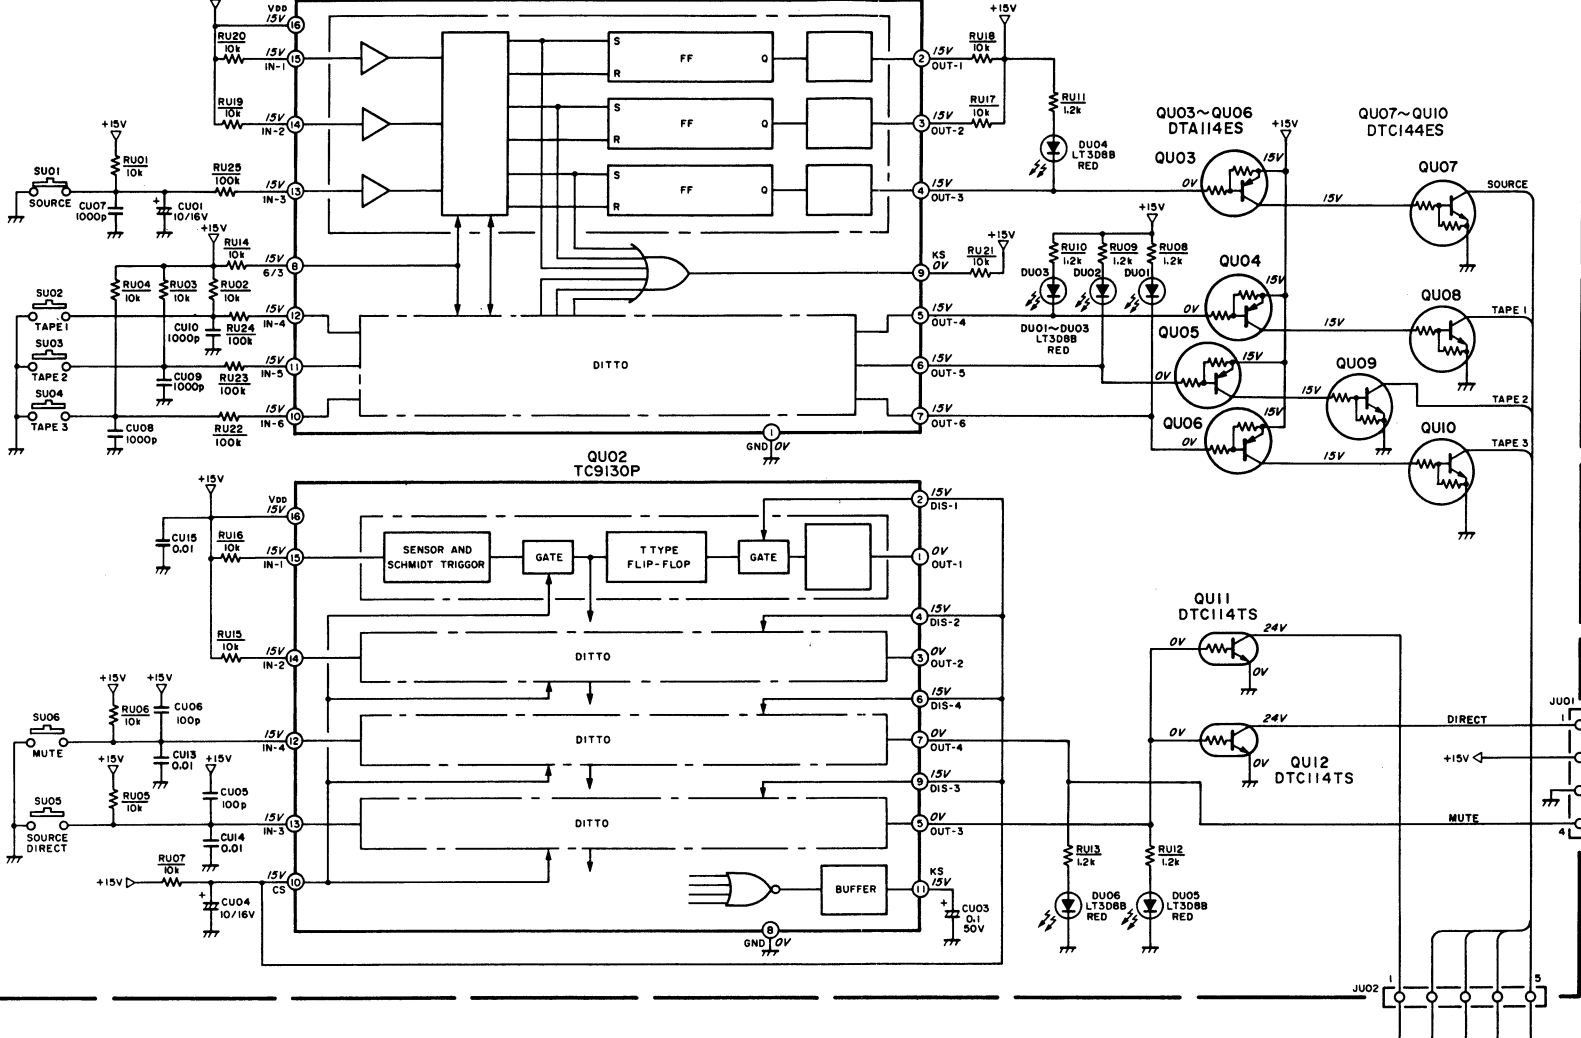 VDD
15V
16
RU20
10k
15V
15
IN-1
RU19
10k
15V
14
IN-2
+15V
RU01
10k
SU01
SOURCE
RU25
100k
15V
13
IN-3
CU07
1000p
+
CU01
10/16V
+15V
RU14
10k
15V
8
6/3
RU04
10k
RU03
10k
RU02
10k
SU02
TAPE 1
15V
12
IN-4
CU10
1000p
RU24
100k
SU03
TAPE 2
15V
11
IN-5
CU09
1000p
RU23
100k
SU04
TAPE 3
15V
10
IN-6
CU08
1000p
RU22
100k
S
FF
Q
R
S
FF
Q
R
S
FF
Q
R
DITTO
1
GND
0V
2
15V
OUT-1
3
15V
OUT-2
4
15V
OUT-3
9
KS
0V
5
15V
OUT-4
6
15V
OUT-5
7
15V
OUT-6
+15V
RU18
10k
RU17
10k
RU11
1.2k
DU04
LT3D8B
RED
+15V
RU21
10k
+15V
RU10
1.2k
RU09
1.2k
RU08
1.2k
DU03
DU02
DU01
DU01~DU03
LT3D8B
RED
QU03~QU06
DTA114ES
+15V
QU03
15V
0V
15V
QU04
15V
0V
15V
QU05
15V
0V
15V
QU06
15V
0V
15V
QU07~QU10
DTC144ES
QU07
SOURCE
QU08
TAPE 1
QU09
TAPE 2
QU10
TAPE 3
QU02
TC9130P
+15V
VDD
15V
16
CU15
0.01
RU16
10k
15V
15
IN-1
RU15
10k
15V
14
IN-2
SENSOR AND
SCHMIDT TRIGGOR
GATE
T TYPE
FLIP-FLOP
GATE
2
15V
DIS-1
1
0V
OUT-1
4
15V
DIS-2
DITTO
3
0V
OUT-2
6
15V
DIS-4
DITTO
7
0V
OUT-4
9
15V
DIS-3
DITTO
5
0V
OUT-3
BUFFER
11
KS
15V
+
CU03
0.1
50V
8
GND
0V
+15V
+15V
RU06
10k
CU06
100p
SU06
MUTE
15V
12
IN-4
CU13
0.01
+15V
+15V
RU05
10k
CU05
100p
SU05
SOURCE
DIRECT
15V
13
IN-3
CU14
0.01
+15V
RU07
10k
15V
10
CS
+
CU04
10/16V
RU13
1.2k
RU12
1.2k
DU06
LT3D8B
RED
DU05
LT3D8B
RED
QU11
DTC114TS
24V
0V
0V
24V
0V
0V
QU12
DTC114TS
JU01
1
DIRECT
+15V
MUTE
4
JU02
1
5